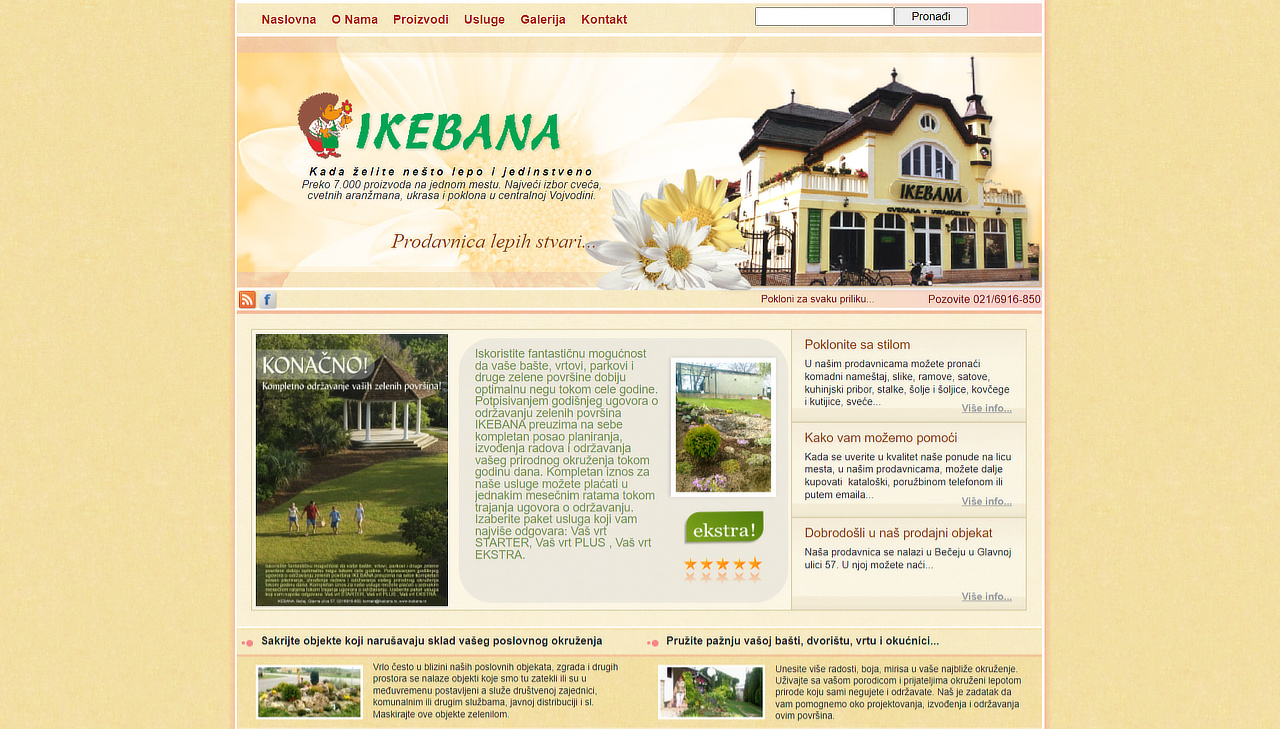 Naslovna O Nama Proizvodi Usluge Galerija Kontakt
Pronađi
IKEBANA
Kada želite nešto lepo i jedinstveno
Preko 7.000 proizvoda na jednom mestu. Najveći izbor cveća,
cvetnih aranžmana, ukrasa i poklona u centralnoj Vojvodini.
Prodavnica lepih stvari...
IKEBANA
f
Pokloni za svaku priliku...
Pozovite 021/6916-850
KONAČNO!
Kompletno održavanje vaših zelenih površina!
Iskoristite fantastičnu mogućnost
da vaše bašte, vrtovi, parkovi i
druge zelene površine dobiju
optimalnu negu tokom cele godine.
Potpisivanjem godišnjeg ugovora o
održavanju zelenih površina
IKEBANA preuzima na sebe
kompletan posao planiranja,
izvođenja radova i održavanja
vašeg prirodnog okruženja tokom
godinu dana. Kompletan iznos za
naše usluge možete plaćati u
jednakim mesečnim ratama tokom
trajanja ugovora o održavanju.
Izaberite paket usluga koji vam
najviše odgovara: Vaš vrt
STARTER, Vaš vrt PLUS , Vaš vrt
EKSTRA.
ekstra!
Poklonite sa stilom
U našim prodavnicama možete pronaći
komadni nameštaj, slike, ramove, satove,
kuhinjski pribor, stalke, šolje i šoljice, kovčege
i kutijice, sveće...
Više info...
Kako vam možemo pomoći
Kada se uverite u kvalitet naše ponude na licu
mesta, u našim prodavnicama, možete dalje
kupovati kataloški, poružbinom telefonom ili
putem emaila...
Više info...
Dobrodošli u naš prodajni objekat
Naša prodavnica se nalazi u Bečeju u Glavnoj
ulici 57. U njoj možete naći...
Više info...
Sakrijte objekte koji narušavaju sklad vašeg poslovnog okruženja
Vrlo često u blizini naših poslovnih objekata, zgrada i drugih
prostora se nalaze objekti koje smo tu zatekli ili su u
međuvremenu postavljeni a služe društvenoj zajednici,
komunalnim ili drugim službama, javnoj distribuciji i sl.
Maskirajte ove objekte zelenilom.
Pružite pažnju vašoj bašti, dvorištu, vrtu i okućnici...
Unesite više radosti, boja, mirisa u vaše najbliže okruženje.
Uživajte sa vašom porodicom i prijateljima okruženi lepotom
prirode koju sami negujete i održavate. Naš je zadatak da
vam pomognemo oko projektovanja, izvođenja i održavanja
ovim površina.